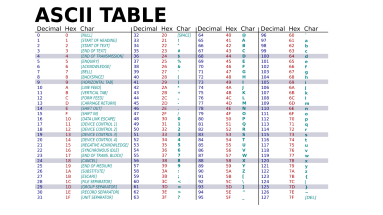 ASCII TABLE
Decimal Hex Char Decimal Hex Char Decimal Hex Char Decimal Hex Char
0 0 [NULL] 32 20 [SPACE] 64 40 @ 96 60 `
1 1 [START OF HEADING] 33 21 ! 65 41 A 97 61 a
2 2 [START OF TEXT] 34 22 " 66 42 B 98 62 b
3 3 [END OF TEXT] 35 23 # 67 43 C 99 63 c
4 4 [END OF TRANSMISSION] 36 24 $ 68 44 D 100 64 d
5 5 [ENQUIRY] 37 25 % 69 45 E 101 65 e
6 6 [ACKNOWLEDGE] 38 26 & 70 46 F 102 66 f
7 7 [BELL] 39 27 ' 71 47 G 103 67 g
8 8 [BACKSPACE] 40 28 ( 72 48 H 104 68 h
9 9 [HORIZONTAL TAB] 41 29 ) 73 49 I 105 69 i
10 A [LINE FEED] 42 2A * 74 4A J 106 6A j
11 B [VERTICAL TAB] 43 2B + 75 4B K 107 6B k
12 C [FORM FEED] 44 2C , 76 4C L 108 6C l
13 D [CARRIAGE RETURN] 45 2D - 77 4D M 109 6D m
14 E [SHIFT OUT] 46 2E . 78 4E N 110 6E n
15 F [SHIFT IN] 47 2F / 79 4F O 111 6F o
16 10 [DATA LINK ESCAPE] 48 30 0 80 50 P 112 70 p
17 11 [DEVICE CONTROL 1] 49 31 1 81 51 Q 113 71 q
18 12 [DEVICE CONTROL 2] 50 32 2 82 52 R 114 72 r
19 13 [DEVICE CONTROL 3] 51 33 3 83 53 S 115 73 s
20 14 [DEVICE CONTROL 4] 52 34 4 84 54 T 116 74 t
21 15 [NEGATIVE ACKNOWLEDGE] 53 35 5 85 55 U 117 75 u
22 16 [SYNCHRONOUS IDLE] 54 36 6 86 56 V 118 76 v
23 17 [END OF TRANS. BLOCK] 55 37 7 87 57 W 119 77 w
24 18 [CANCEL] 56 38 8 88 58 X 120 78 x
25 19 [END OF MEDIUM] 57 39 9 89 59 Y 121 79 y
26 1A [SUBSTITUTE] 58 3A : 90 5A Z 122 7A z
27 1B [ESCAPE] 59 3B ; 91 5B [ 123 7B {
28 1C [FILE SEPARATOR] 60 3C < 92 5C \ 124 7C |
29 1D [GROUP SEPARATOR] 61 3D = 93 5D ] 125 7D }
30 1E [RECORD SEPARATOR] 62 3E > 94 5E ^ 126 7E ~
31 1F [UNIT SEPARATOR] 63 3F ? 95 5F _ 127 7F [DEL]